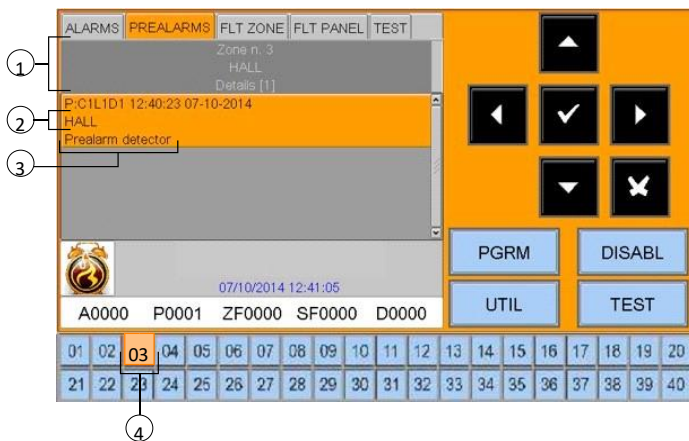 ALARMS PREALARMS FLT ZONE FLT PANEL TEST
Zone n. 3
HALL
Details [1]
P:C1L1D1 12:40:23 07-10-2014
HALL
Prealarm detector
1
2
3
07/10/2014 12:41:05
A0000 P0001 ZF0000 SF0000 D0000
PGRM DISABL
UTIL TEST
01 02 03 04 05 06 07 08 09 10 11 12 13 14 15 16 17 18 19 20
21 22 23 24 25 26 27 28 29 30 31 32 33 34 35 36 37 38 39 40
4